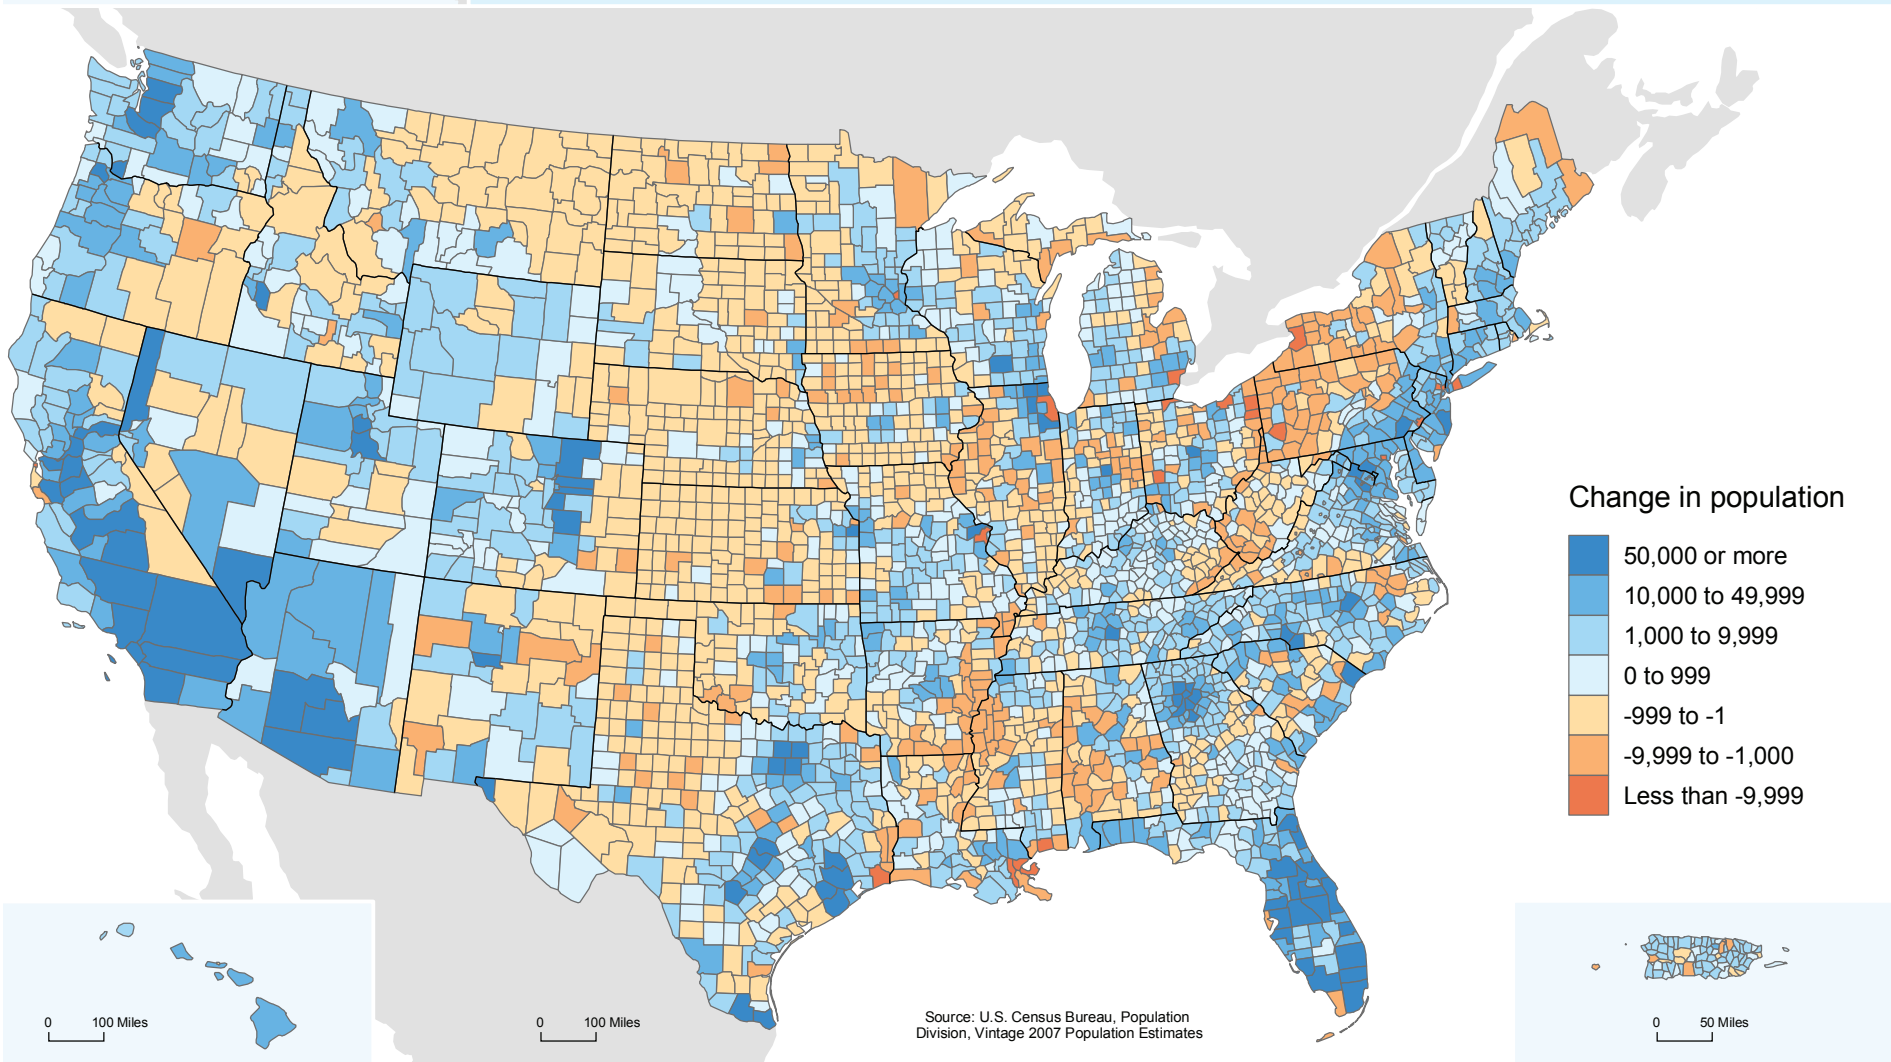 Change in population
50,000 or more
10,000 to 49,999
1,000 to 9,999
0 to 999
-999 to -1
-9,999 to -1,000
Less than -9,999
0 100 Miles
0 100 Miles
Source: U.S. Census Bureau, Population
Division, Vintage 2007 Population Estimates
0 50 Miles